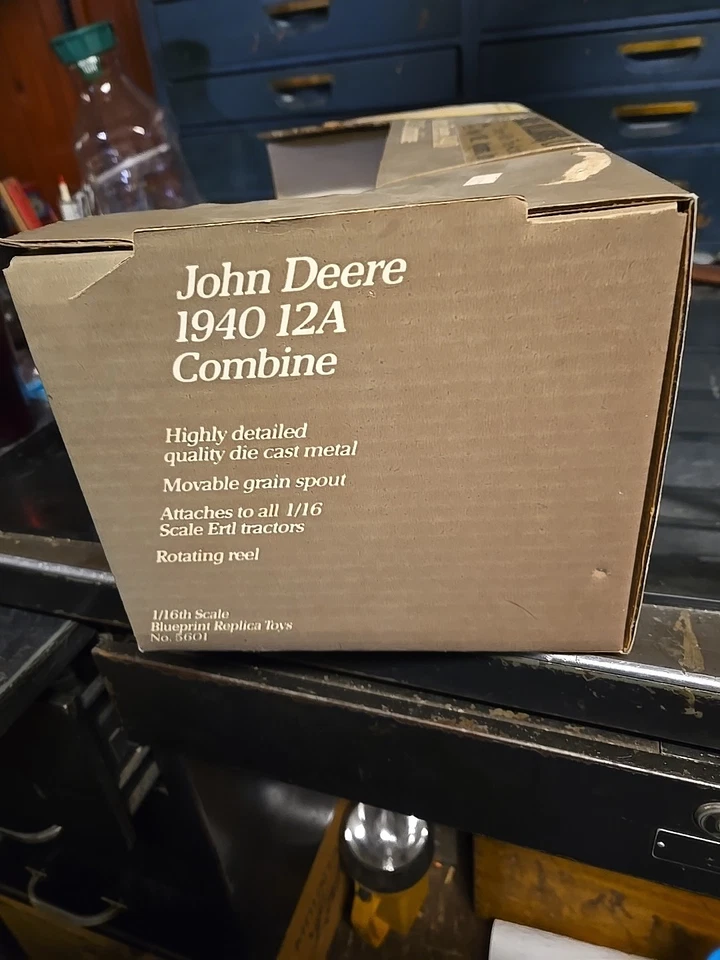 John Deere
1940 12A
Combine
Highly detailed
quality die cast metal
Movable grain spout
Attaches to all 1/16
Scale Ertl tractors
Rotating reel
1/16th Scale
Blueprint Replica Toys
No. 5601